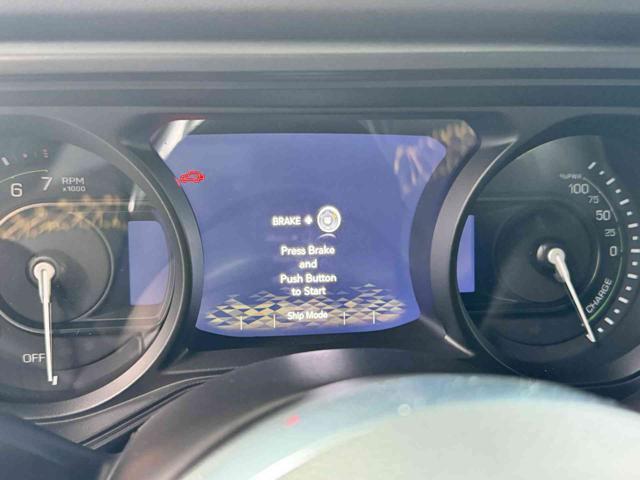 6 7 RPM
x1000
OFF
BRAKE +
Press Brake
and
Push Button
to Start
Ship Mode
%PWR
100
75
50
25
0
CHARGE